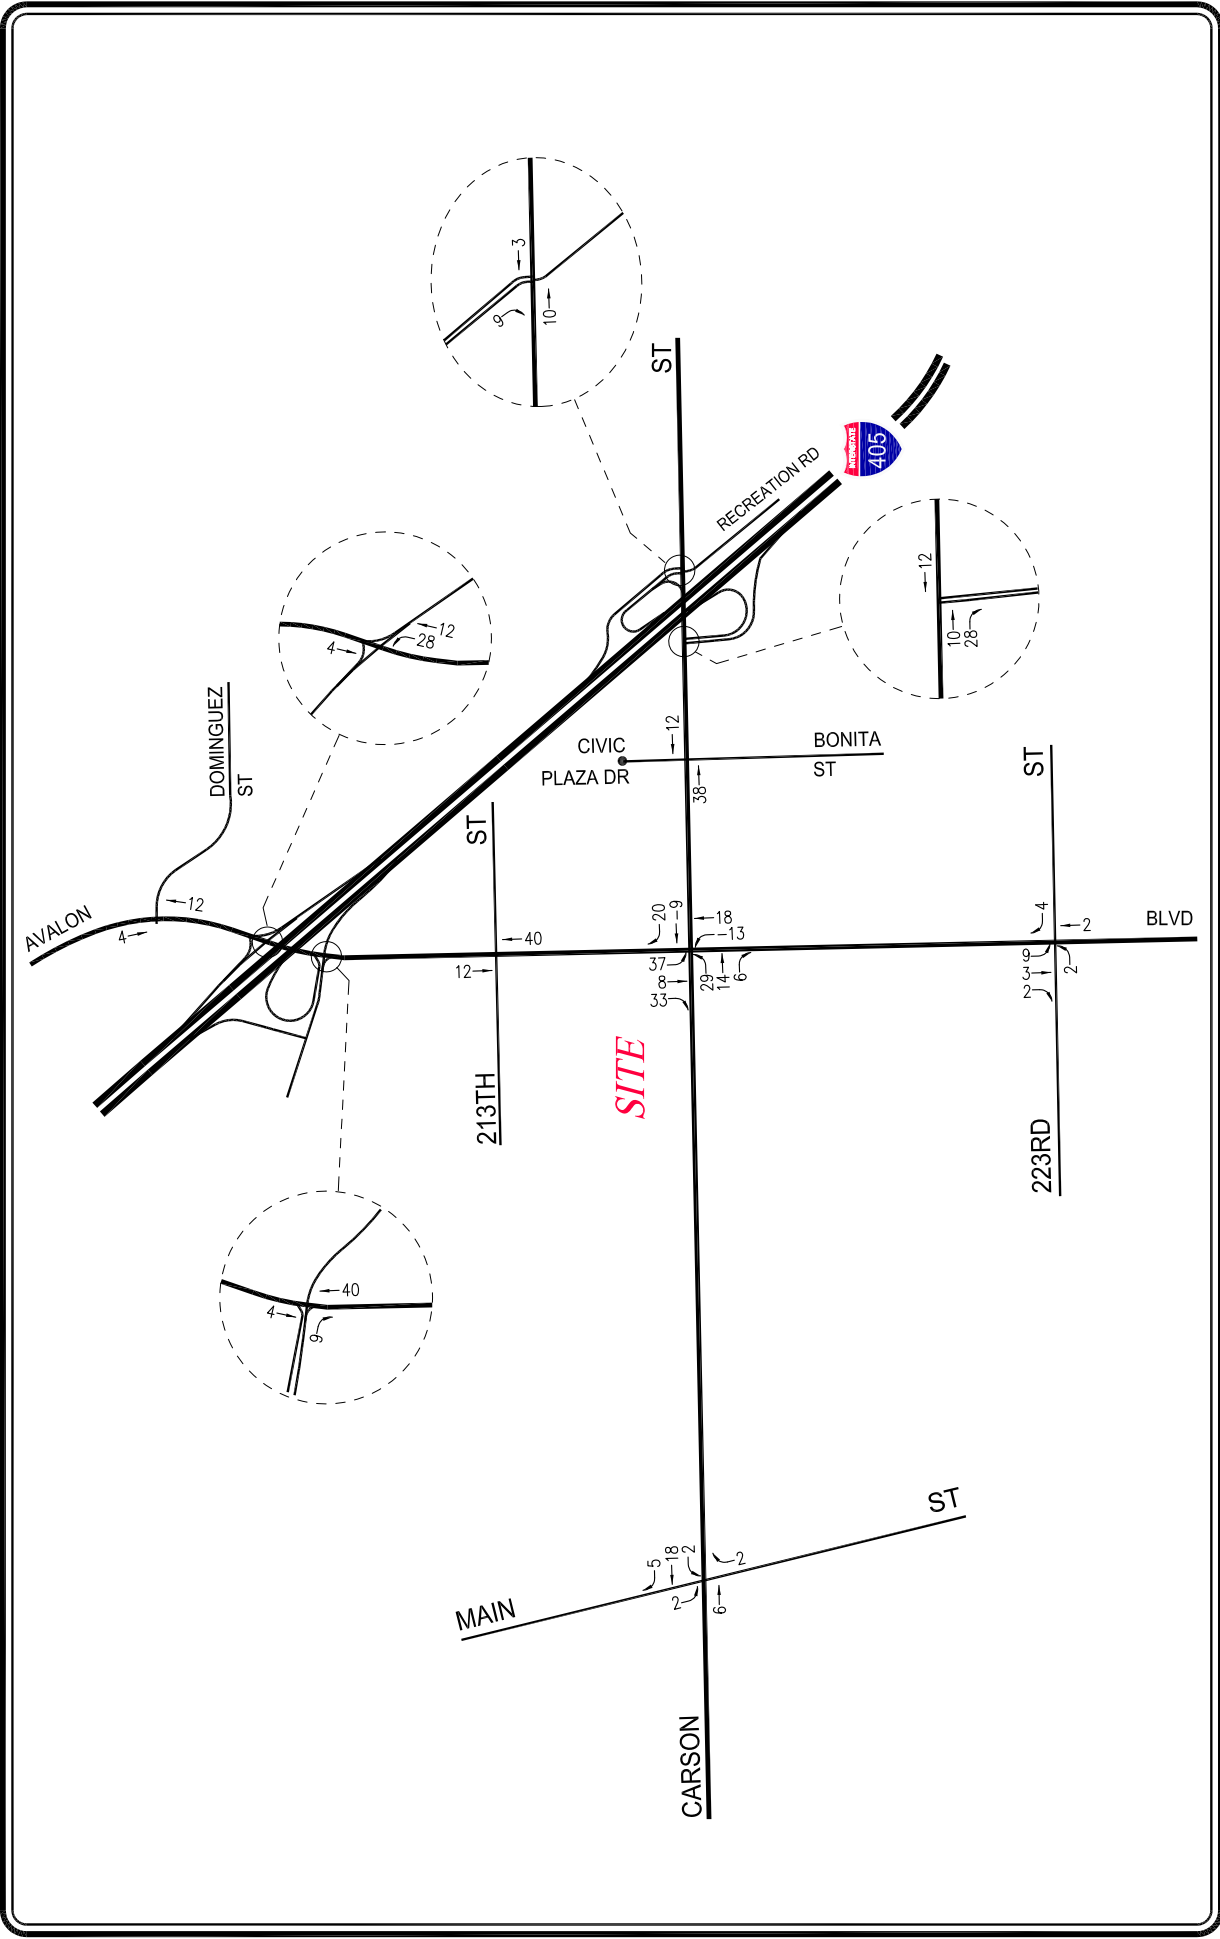 3
9
10
ST
INTERSTATE
405
RECREATION RD
12
28
4
12
10
28
DOMINGUEZ
ST
CIVIC
PLAZA DR
12
38
BONITA
ST
ST
ST
AVALON
12
4
40
12
20
9
18
13
37
8
33
29
14
6
BLVD
4
2
9
3
2
2
SITE
213TH
223RD
40
4
9
MAIN
ST
5
18
2
2
2
6
CARSON